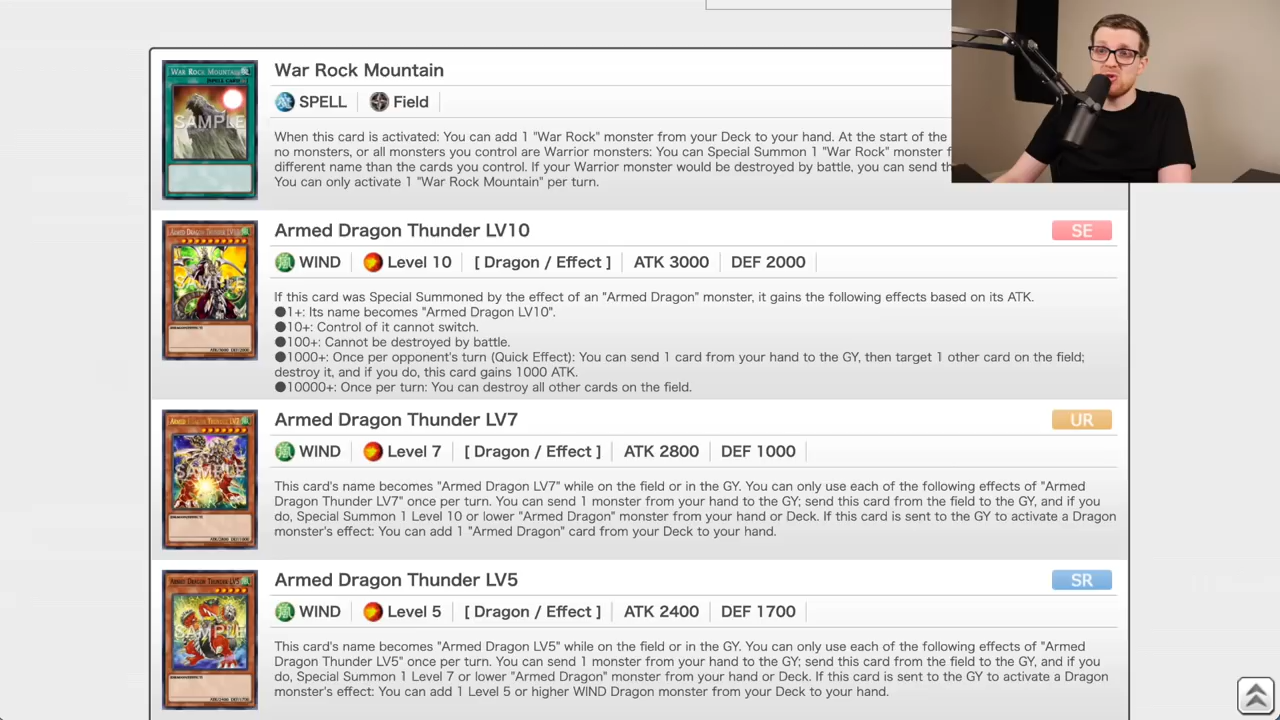 War Rock Mountain
SPELL Field
When this card is activated: You can add 1 "War Rock" monster from your Deck to your hand. At the start of the
no monsters, or all monsters you control are Warrior monsters: You can Special Summon 1 "War Rock" monster
different name than the cards you control. If your Warrior monster would be destroyed by battle, you can send
You can only activate 1 "War Rock Mountain" per turn.
WAR ROCK MOUNTAIN
SAMPLE
Armed Dragon Thunder LV10
SE
WIND Level 10 [ Dragon / Effect ] ATK 3000 DEF 2000
If this card was Special Summoned by the effect of an "Armed Dragon" monster, it gains the following effects based on its ATK.
●1+: Its name becomes "Armed Dragon LV10".
●10+: Control of it cannot switch.
●100+: Cannot be destroyed by battle.
●1000+: Once per opponent's turn (Quick Effect): You can send 1 card from your hand to the GY, then target 1 other card on the field;
destroy it, and if you do, this card gains 1000 ATK.
●10000+: Once per turn: You can destroy all other cards on the field.
SAMPLE
Armed Dragon Thunder LV7
UR
WIND Level 7 [ Dragon / Effect ] ATK 2800 DEF 1000
This card's name becomes "Armed Dragon LV7" while on the field or in the GY. You can only use each of the following effects of "Armed
Dragon Thunder LV7" once per turn. You can send 1 monster from your hand to the GY; send this card from the field to the GY, and if you
do, Special Summon 1 Level 10 or lower "Armed Dragon" monster from your hand or Deck. If this card is sent to the GY to activate a Dragon
monster's effect: You can add 1 "Armed Dragon" card from your Deck to your hand.
SAMPLE
Armed Dragon Thunder LV5
SR
WIND Level 5 [ Dragon / Effect ] ATK 2400 DEF 1700
This card's name becomes "Armed Dragon LV5" while on the field or in the GY. You can only use each of the following effects of "Armed
Dragon Thunder LV5" once per turn. You can send 1 monster from your hand to the GY; send this card from the field to the GY, and if you
do, Special Summon 1 Level or lower "Armed Dragon" monster from your hand or Deck. If this card is sent to the GY to activate a Dragon
monster's effect: You can add 1 Level 5 or higher WIND monster from your Deck to your
SAMPLE